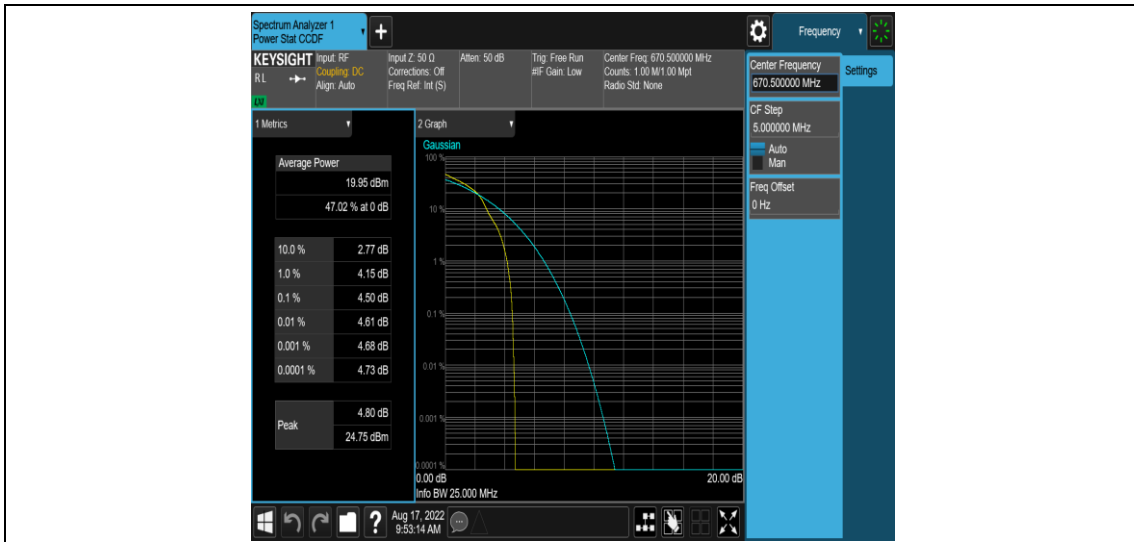 Spectrum Analyzer 1
Power Stat CCDF
+
Frequency
KEYSIGHT
RL
LXI
Input: RF
Coupling: DC
Align: Auto
Input Z: 50 Ω
Corrections: Off
Freq Ref: Int (S)
Atten: 50 dB
Trig: Free Run
#IF Gain: Low
Center Freq: 670.500000 MHz
Counts: 1.00 M/1.00 Mpt
Radio Std: None
Center Frequency
670.500000 MHz
Settings
CF Step
5.000000 MHz
Auto
Man
Freq Offset
0 Hz
1 Metrics
Average Power
19.95 dBm
47.02 % at 0 dB
10.0 % 2.77 dB
1.0 % 4.15 dB
0.1 % 4.50 dB
0.01 % 4.61 dB
0.001 % 4.68 dB
0.0001 % 4.73 dB
Peak
4.80 dB
24.75 dBm
2 Graph
Gaussian
100 %
10 %
1 %
0.1 %
0.01 %
0.001 %
0.0001 %
0.00 dB 20.00 dB
Info BW 25.000 MHz
?
Aug 17, 2022
9:53:14 AM